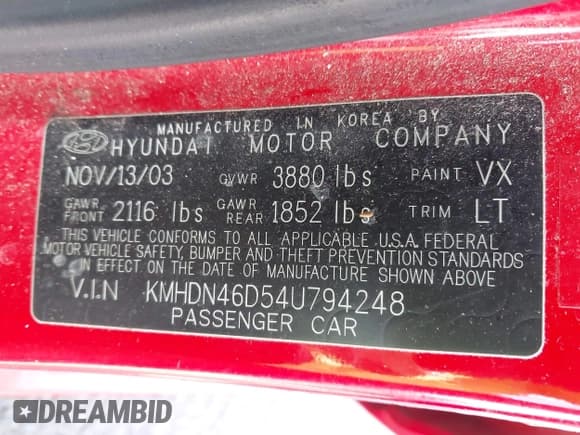 MANUFACTURED IN KOREA BY
HYUNDAI MOTOR COMPANY
NOV/13/03 GVWR 3880 lbs PAINT VX
GAWR FRONT 2116 lbs GAWR REAR 1852 lbs TRIM LT
THIS VEHICLE CONFORMS TO ALL APPLICABLE U.S.A. FEDERAL
MOTOR VEHICLE SAFETY, BUMPER AND THEFT PREVENTION STANDARDS
IN EFFECT ON THE DATE OF MANUFACTURE SHOWN ABOVE
V.I.N KMHDN46D54U794248
PASSENGER CAR
DREAMBID